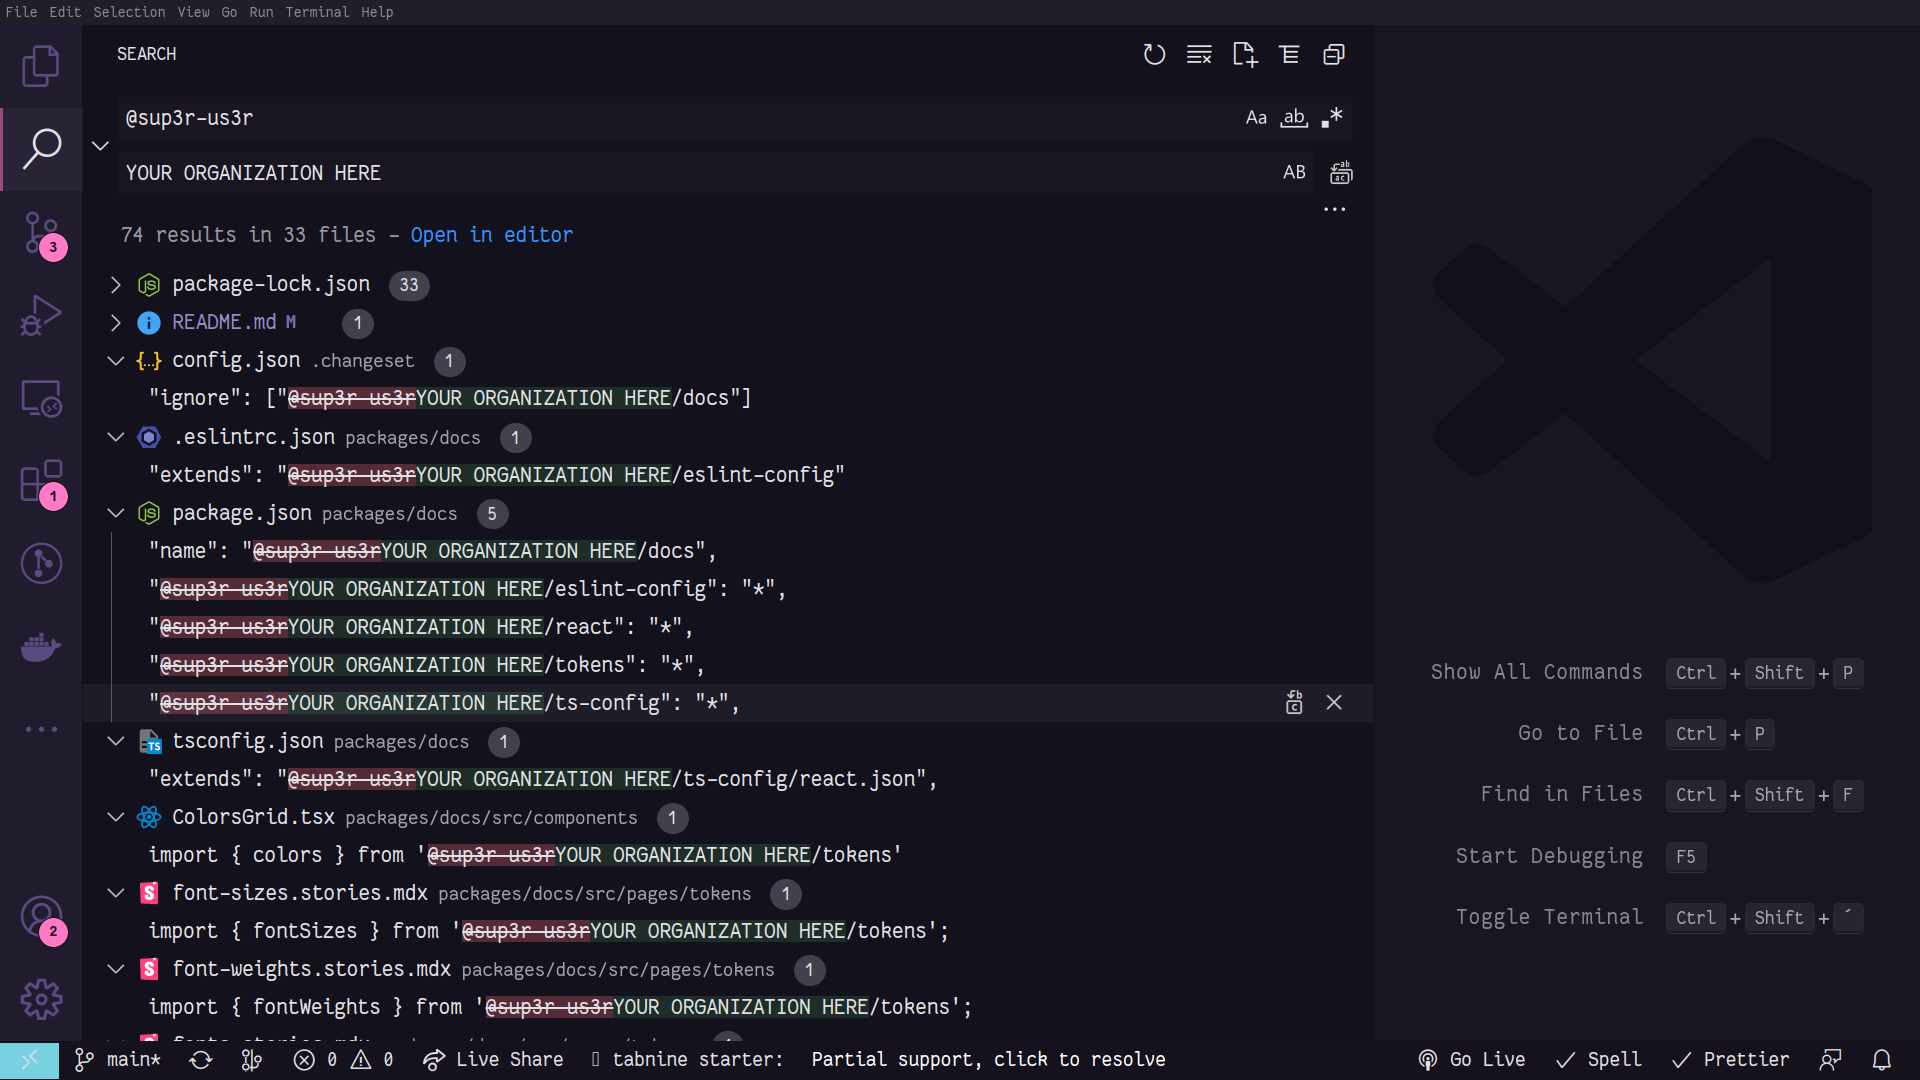 File Edit Selection View Go Run Terminal Help
SEARCH
@sup3r-us3r
Aa ab
YOUR ORGANIZATION HERE
AB
74 results in 33 files - Open in editor
package-lock.json 33
README.md M 1
config.json .changeset 1
"ignore": ["@sup3r-us3rYOUR ORGANIZATION HERE/docs"]
.eslintrc.json packages/docs 1
"extends": "@sup3r-us3rYOUR ORGANIZATION HERE/eslint-config"
package.json packages/docs 5
"name": "@sup3r-us3rYOUR ORGANIZATION HERE/docs",
"@sup3r-us3rYOUR ORGANIZATION HERE/eslint-config": "*",
"@sup3r-us3rYOUR ORGANIZATION HERE/react": "*",
"@sup3r-us3rYOUR ORGANIZATION HERE/tokens": "*",
"@sup3r-us3rYOUR ORGANIZATION HERE/ts-config": "*",
tsconfig.json packages/docs 1
"extends": "@sup3r-us3rYOUR ORGANIZATION HERE/ts-config/react.json",
ColorsGrid.tsx packages/docs/src/components 1
import { colors } from '@sup3r-us3rYOUR ORGANIZATION HERE/tokens'
font-sizes.stories.mdx packages/docs/src/pages/tokens 1
import { fontSizes } from '@sup3r-us3rYOUR ORGANIZATION HERE/tokens';
font-weights.stories.mdx packages/docs/src/pages/tokens 1
import { fontWeights } from '@sup3r-us3rYOUR ORGANIZATION HERE/tokens';
3
1
2
Show All Commands Ctrl + Shift + P
Go to File Ctrl + P
Find in Files Ctrl + Shift + F
Start Debugging F5
Toggle Terminal Ctrl + Shift + ´
main* 0 0 Live Share tabnine starter: Partial support, click to resolve Go Live Spell Prettier